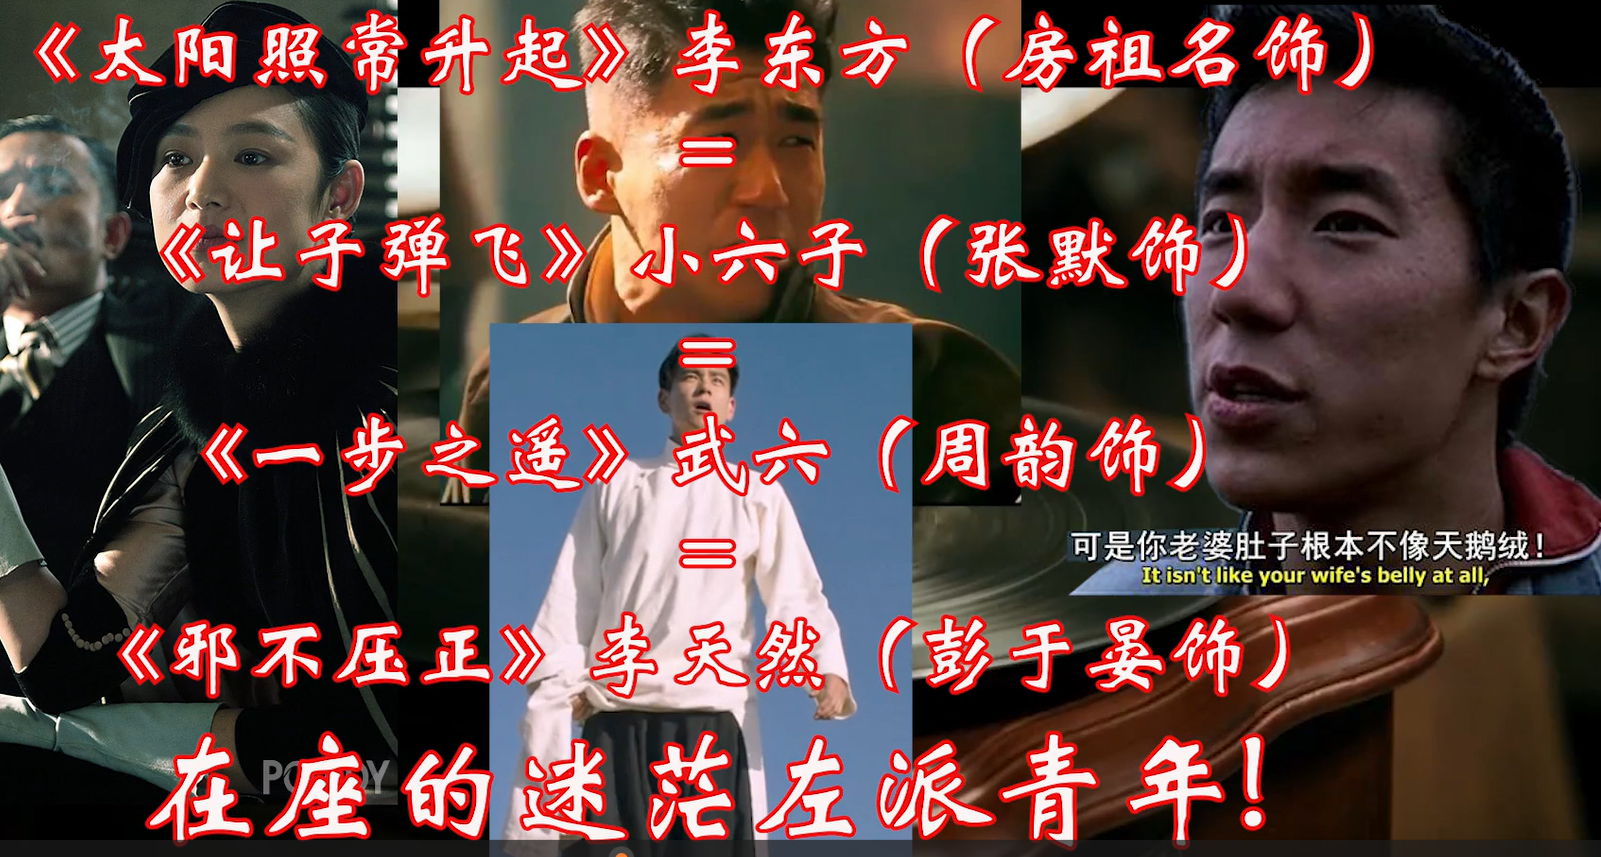 《太阳照常升起》李东方（房祖名饰）
=
《让子弹飞》小六子（张默饰）
=
《一步之遥》武六（周韵饰）
=
可是你老婆肚子根本不像天鹅绒！
It isn't like your wife's belly at all,
《邪不压正》李天然（彭于晏饰）
在座的迷茫左派青年！